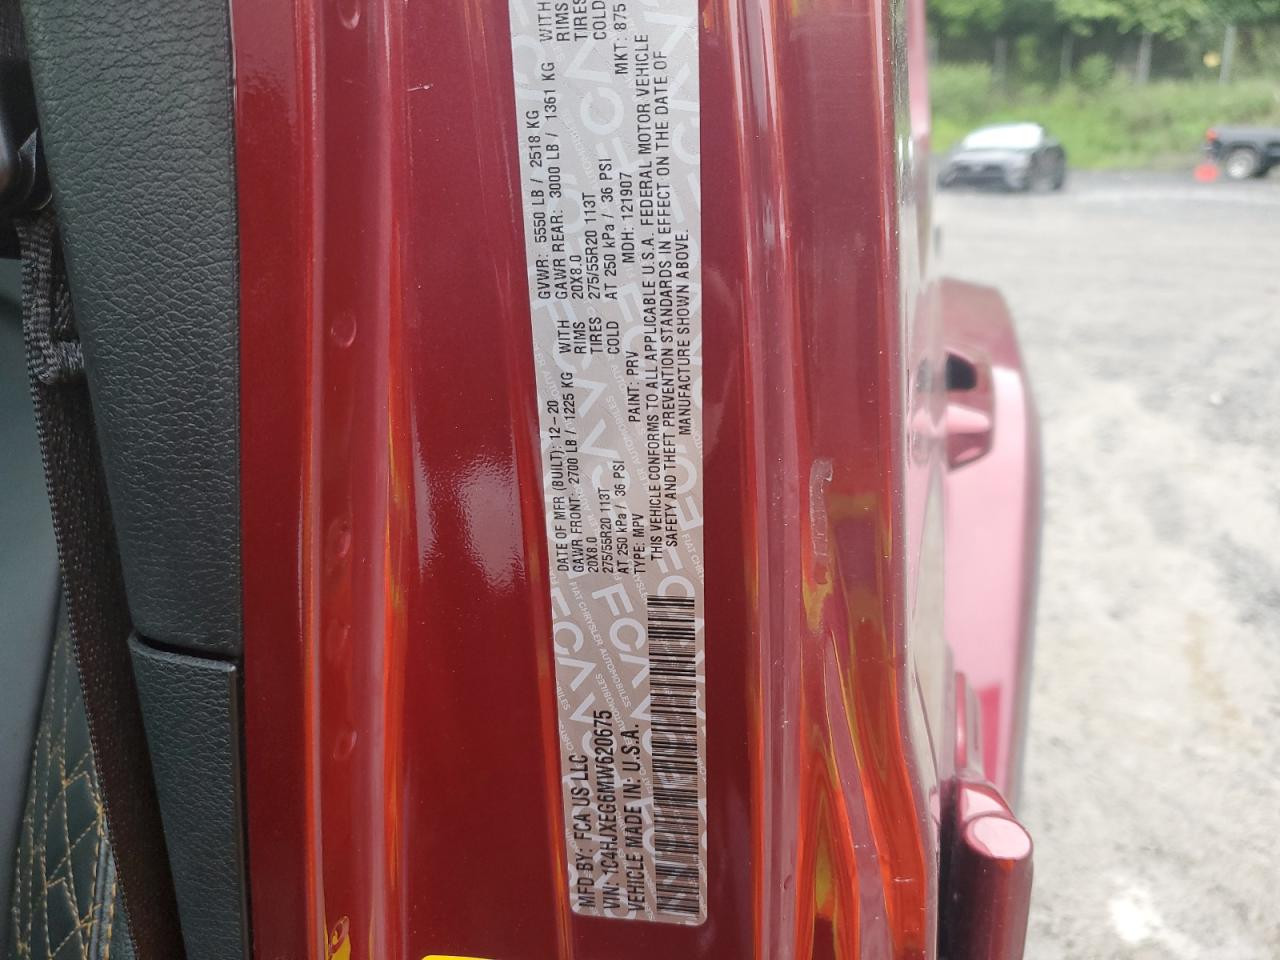 MFD BY: FCA US LLC
DATE OF MFR (BUILT): 12-20
GVWR: 5550 LB / 2518 KG
GAWR FRONT: 2700 LB / 1225 KG WITH
GAWR REAR: 3000 LB / 1361 KG WITH
20X8.0 RIMS
20X8.0 RIMS
275/55R20 113T TIRES
275/55R20 113T TIRES
AT 250 kPa / 36 PSI COLD
AT 250 kPa / 36 PSI COLD
VIN: 1C4HJXEG6MW620675
TYPE: MPV PAINT: PRV MDH: 121907 MKT: 875
VEHICLE MADE IN: U.S.A.
THIS VEHICLE CONFORMS TO ALL APPLICABLE U.S.A. FEDERAL MOTOR VEHICLE
SAFETY AND THEFT PREVENTION STANDARDS IN EFFECT ON THE DATE OF
MANUFACTURE SHOWN ABOVE.